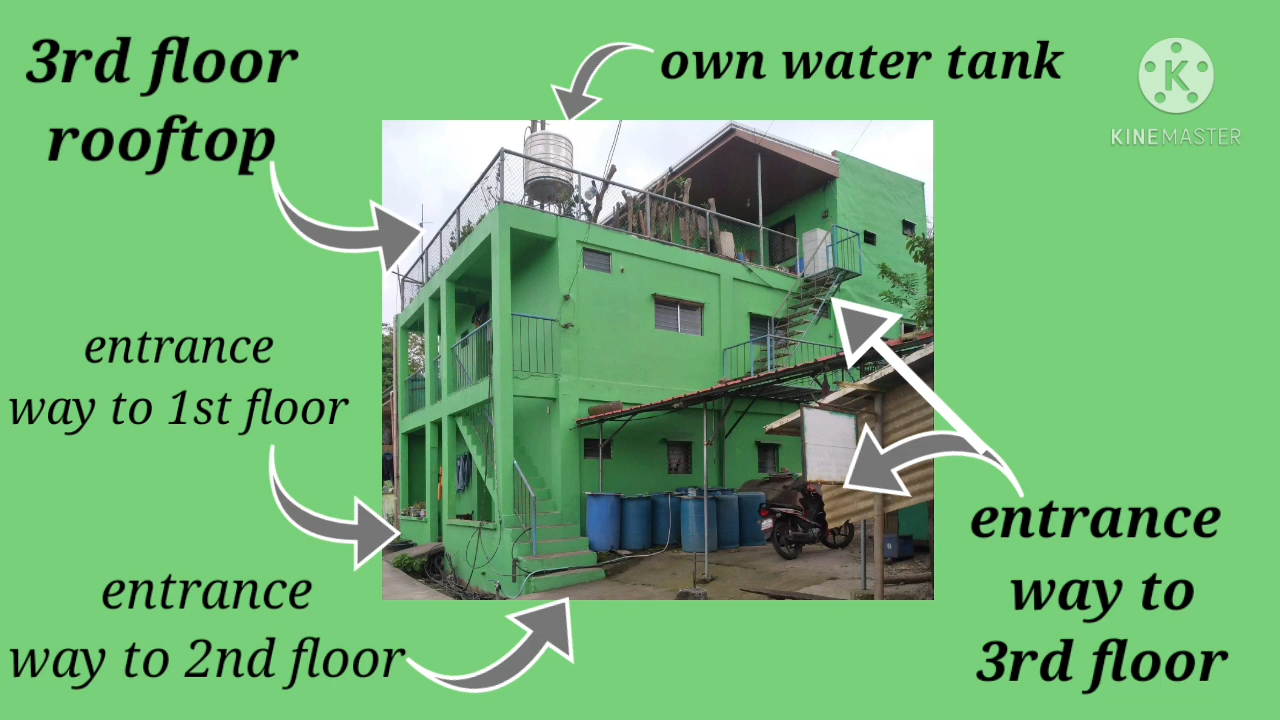 3rd floor
rooftop
own water tank
K
KINEMASTER
entrance
way to 1st floor
entrance
way to 2nd floor
entrance
way to
3rd floor